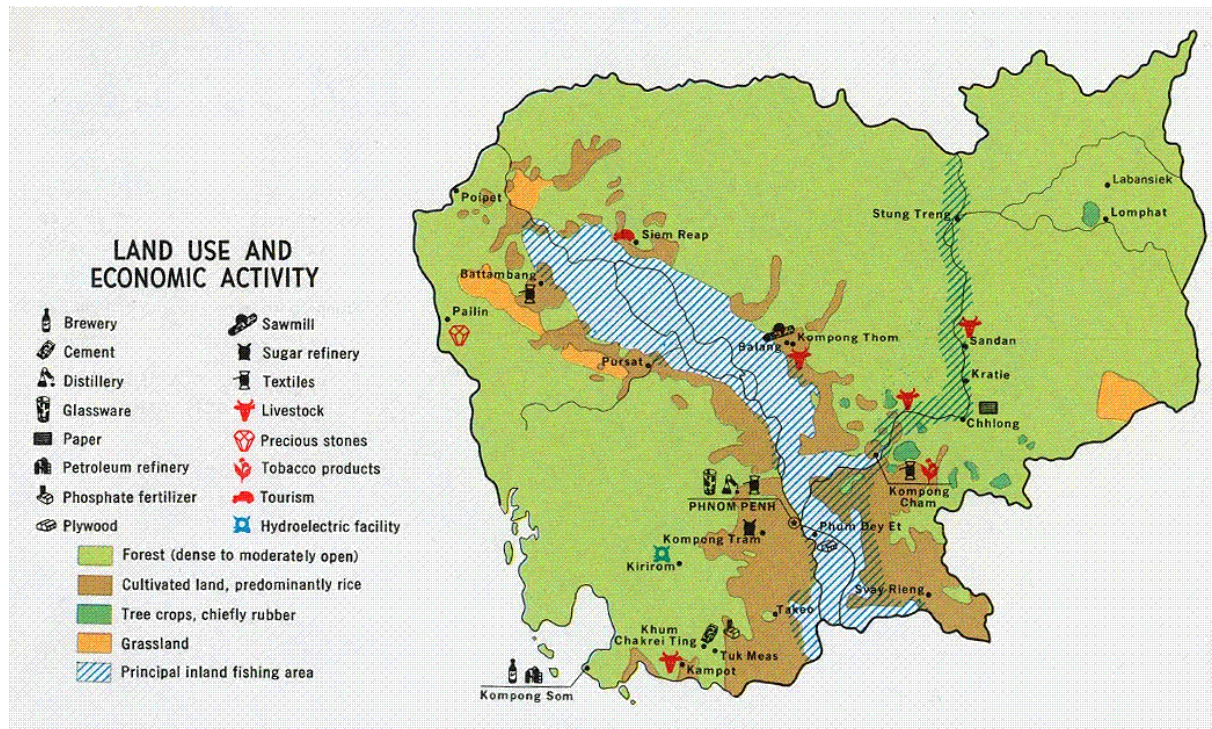 LAND USE AND
ECONOMIC ACTIVITY
Brewery
Cement
Distillery
Glassware
Paper
Petroleum refinery
Phosphate fertilizer
Plywood
Sawmill
Sugar refinery
Textiles
Livestock
Precious stones
Tobacco products
Tourism
Hydroelectric facility
Forest (dense to moderately open)
Cultivated land, predominantly rice
Tree crops, chiefly rubber
Grassland
Principal inland fishing area
Poipet
Labansiek
Stung Treng
Lomphat
Siem Reap
Battambang
Pailin
Balang
Kompong Thom
Sandan
Pursat
Kratie
Chhlong
Kompong
Cham
PHNOM PENH
Phum Dey Et
Kompong Tram
Kirirom
Svay Rieng
Takeo
Khum
Chakrei Ting
Tuk Meas
Kampot
Kompong Som